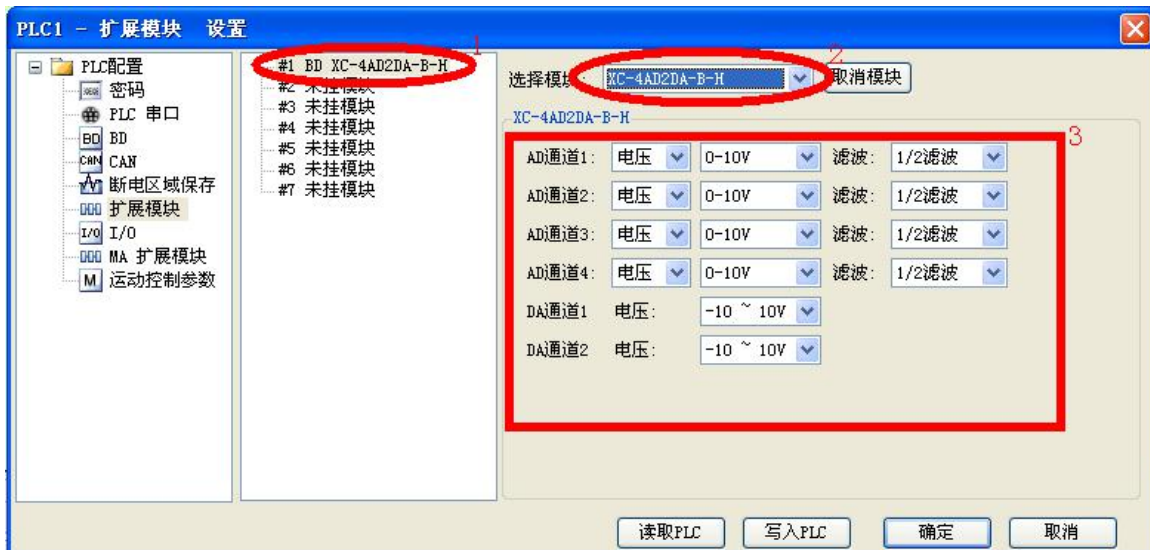 PLC1 - 扩展模块 设置
PLC配置
密码
PLC 串口
BD BD
CAN CAN
断电区域保存
扩展模块
I/O I/O
MA 扩展模块
M 运动控制参数
1
#1 BD XC-4AD2DA-B-H
#2 未挂模块
#3 未挂模块
#4 未挂模块
#5 未挂模块
#6 未挂模块
#7 未挂模块
2
选择模块: XC-4AD2DA-B-H 取消模块
XC-4AD2DA-B-H
3
AD通道1: 电压 0-10V 滤波: 1/2滤波
AD通道2: 电压 0-10V 滤波: 1/2滤波
AD通道3: 电压 0-10V 滤波: 1/2滤波
AD通道4: 电压 0-10V 滤波: 1/2滤波
DA通道1 电压: -10 ~ 10V
DA通道2 电压: -10 ~ 10V
读取PLC 写入PLC 确定 取消